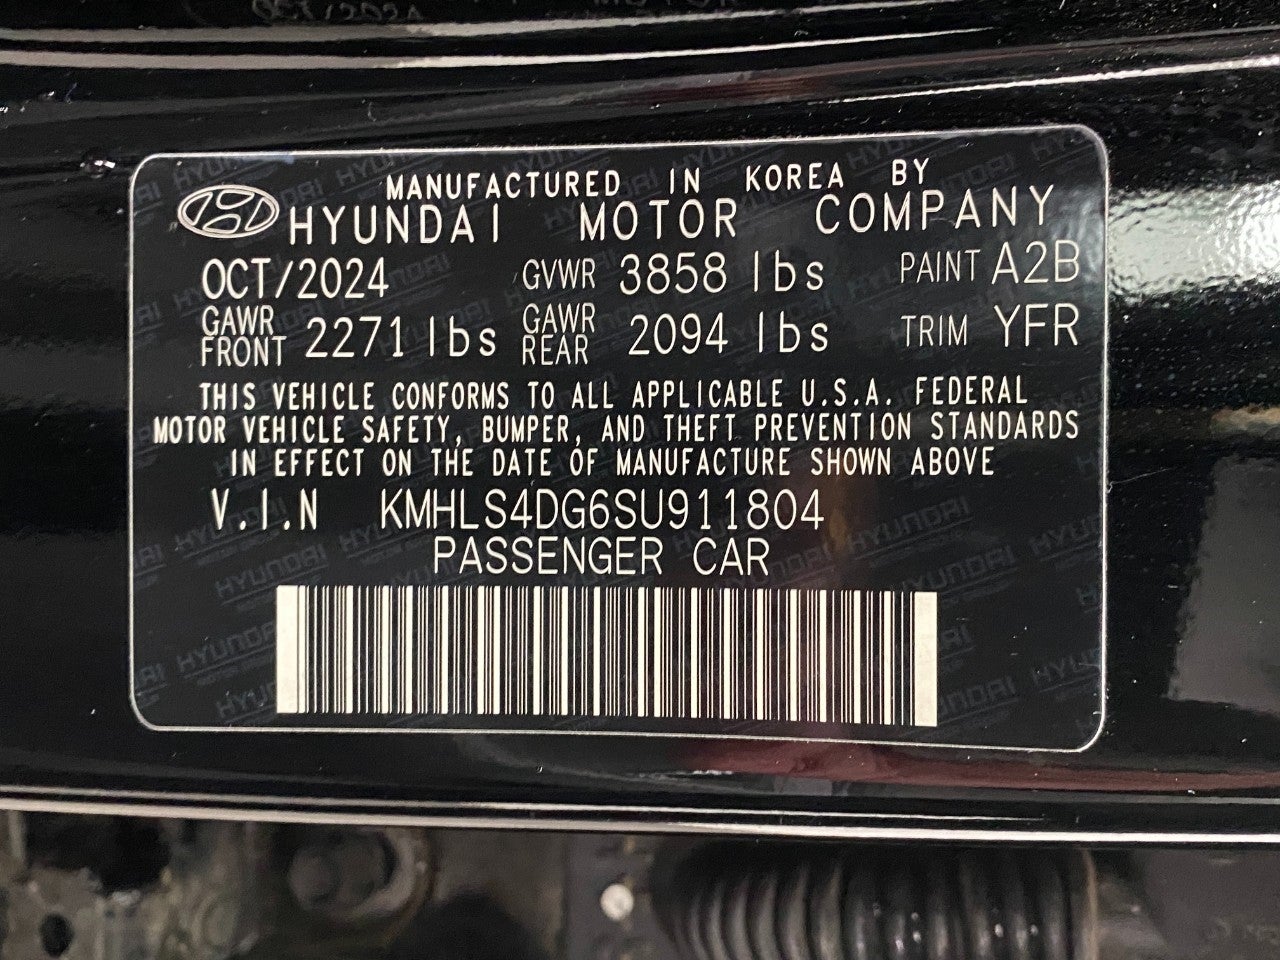 MANUFACTURED IN KOREA BY
HYUNDAI MOTOR COMPANY
OCT/2024 GVWR 3858 lbs PAINT A2B
GAWR FRONT 2271 lbs GAWR REAR 2094 lbs TRIM YFR
THIS VEHICLE CONFORMS TO ALL APPLICABLE U.S.A. FEDERAL
MOTOR VEHICLE SAFETY, BUMPER, AND THEFT PREVENTION STANDARDS
IN EFFECT ON THE DATE OF MANUFACTURE SHOWN ABOVE
V.I.N KMHLS4DG6SU911804
PASSENGER CAR